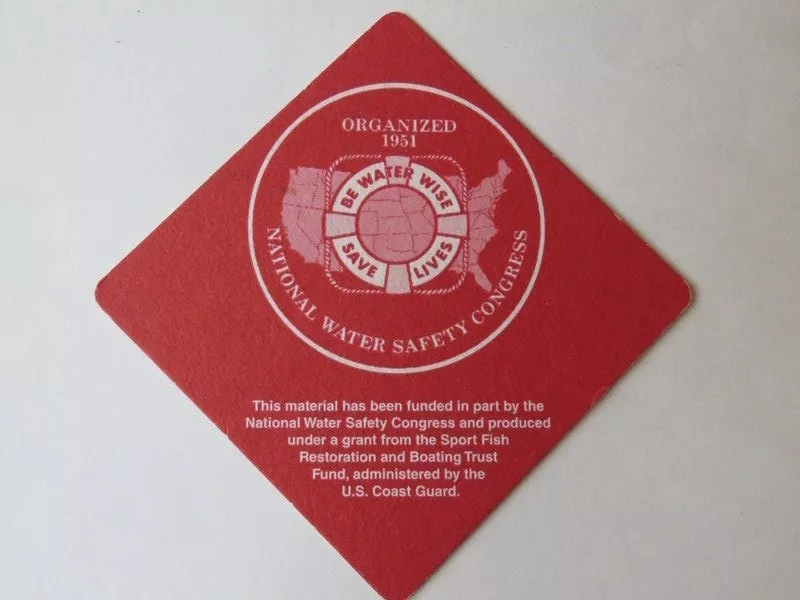 ORGANIZED
1951
BE WATER WISE
SAVE LIVES
NATIONAL WATER SAFETY CONGRESS
This material has been funded in part by the
National Water Safety Congress and produced
under a grant from the Sport Fish
Restoration and Boating Trust
Fund, administered by the
U.S. Coast Guard.